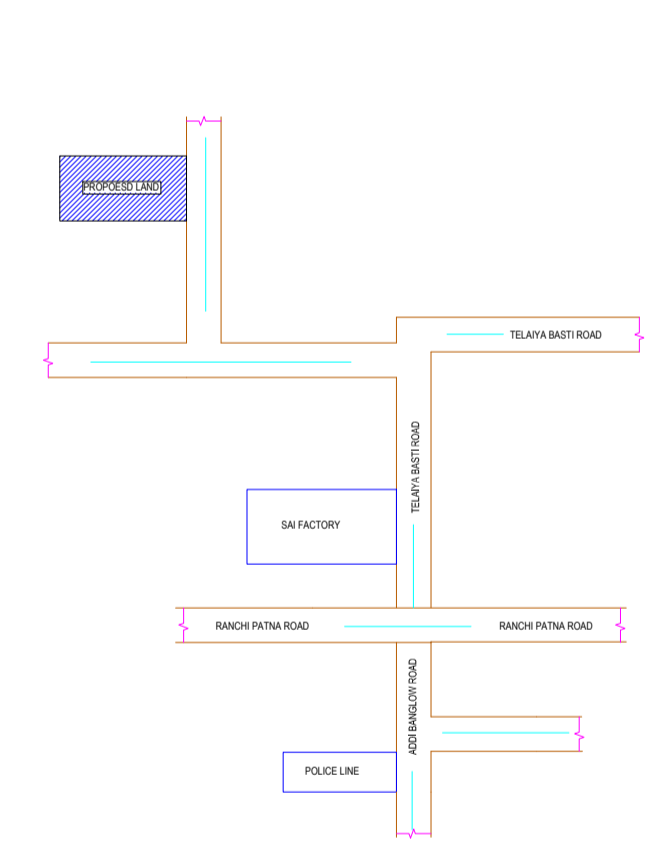 PROPOESD LAND
TELAIYA BASTI ROAD
TELAIYA BASTI ROAD
SAI FACTORY
RANCHI PATNA ROAD
RANCHI PATNA ROAD
ADDI BANGLOW ROAD
POLICE LINE